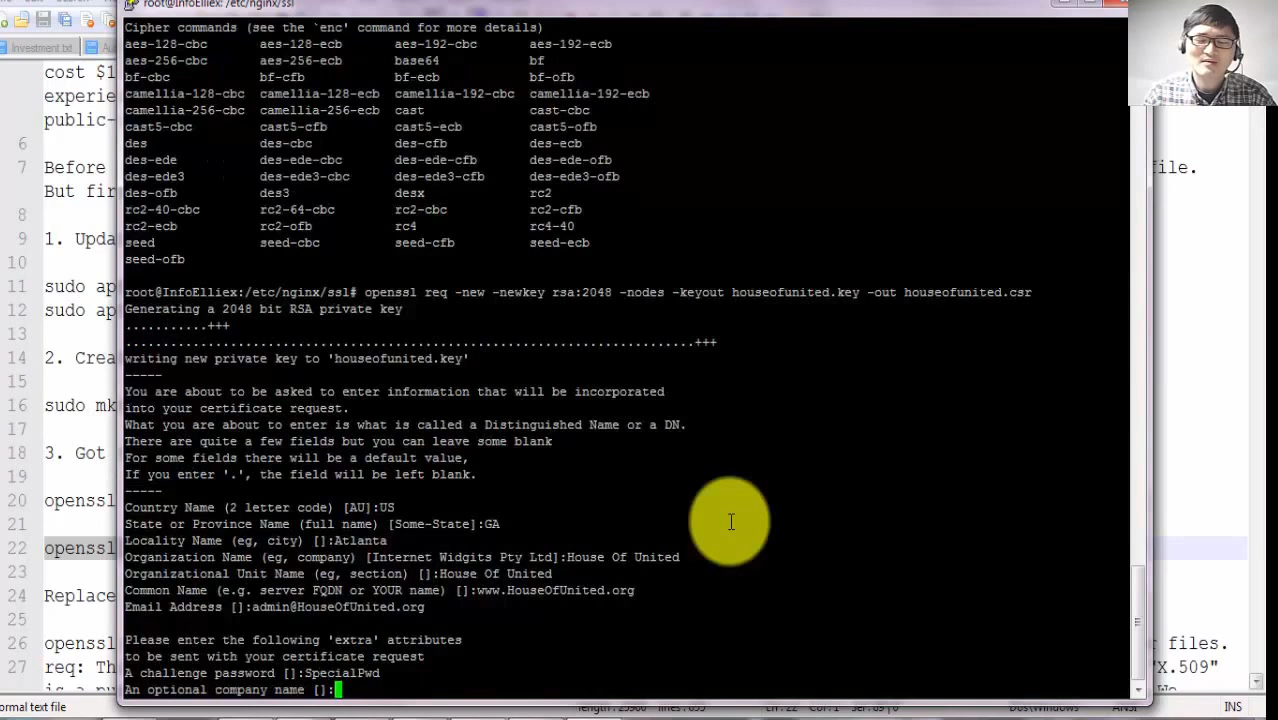 root@InfoElliex: /etc/nginx/ssl
Investment.txt
Cipher commands (see the `enc' command for more details)
aes-128-cbc aes-128-ecb aes-192-cbc aes-192-ecb
aes-256-cbc aes-256-ecb base64 bf
bf-cbc bf-cfb bf-ecb bf-ofb
camellia-128-cbc camellia-128-ecb camellia-192-cbc camellia-192-ecb
camellia-256-cbc camellia-256-ecb cast cast-cbc
cast5-cbc cast5-cfb cast5-ecb cast5-ofb
des des-cbc des-cfb des-ecb
des-ede des-ede-cbc des-ede-cfb des-ede-ofb
des-ede3 des-ede3-cbc des-ede3-cfb des-ede3-ofb
des-ofb des3 desx rc2
rc2-40-cbc rc2-64-cbc rc2-cbc rc2-cfb
rc2-ecb rc2-ofb rc4 rc4-40
seed seed-cbc seed-cfb seed-ecb
seed-ofb
root@InfoElliex:/etc/nginx/ssl# openssl req -new -newkey rsa:2048 -nodes -keyout houseofunited.key -out houseofunited.csr
Generating a 2048 bit RSA private key
...........+++
.......................................................................+++
writing new private key to 'houseofunited.key'
-----
You are about to be asked to enter information that will be incorporated
into your certificate request.
What you are about to enter is what is called a Distinguished Name or a DN.
There are quite a few fields but you can leave some blank
For some fields there will be a default value,
If you enter '.', the field will be left blank.
-----
Country Name (2 letter code) [AU]:US
State or Province Name (full name) [Some-State]:GA
Locality Name (eg, city) []:Atlanta
Organization Name (eg, company) [Internet Widgits Pty Ltd]:House Of United
Organizational Unit Name (eg, section) []:House Of United
Common Name (e.g. server FQDN or YOUR name) []:www.HouseOfUnited.org
Email Address []:admin@HouseOfUnited.org
Please enter the following 'extra' attributes
to be sent with your certificate request
A challenge password []:SpecialPwd
An optional company name []:
cost $1
experie
public-
6
7 Before file.
But fir
8
9 1. Upda
10
11 sudo ap
12 sudo ap
13
14 2. Crea
15
16 sudo mk
17
18 3. Got
19
20 openssl
21
22 openssl
23
24 Replace
25
26 openssl r files.
27 req: Th "X.509"
is a pu We
ormal text file Ln : 22 Col : 1 ANSI INS